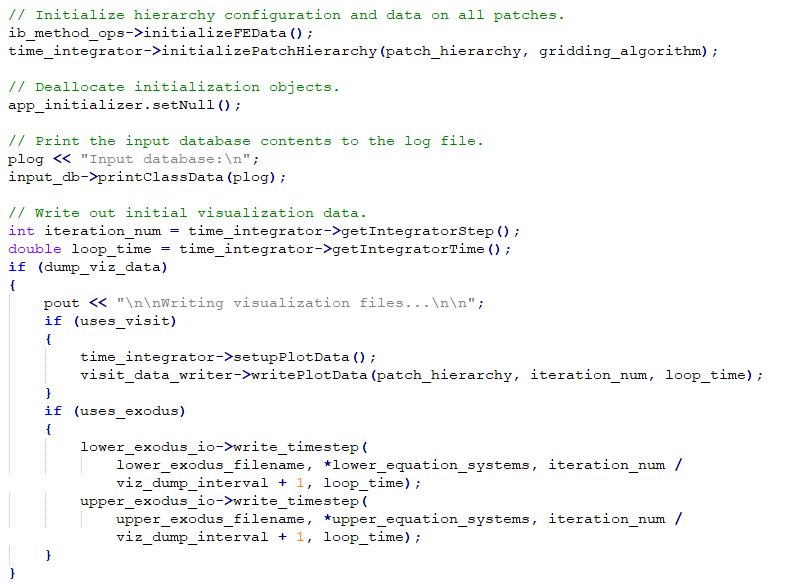 // Initialize hierarchy configuration and data on all patches.
ib_method_ops->initializeFEData();
time_integrator->initializePatchHierarchy(patch_hierarchy, gridding_algorithm);

// Deallocate initialization objects.
app_initializer.setNull();

// Print the input database contents to the log file.
plog << "Input database:\n";
input_db->printClassData(plog);

// Write out initial visualization data.
int iteration_num = time_integrator->getIntegratorStep();
double loop_time = time_integrator->getIntegratorTime();
if (dump_viz_data)
{
    pout << "\n\nWriting visualization files...\n\n";
    if (uses_visit)
    {
        time_integrator->setupPlotData();
        visit_data_writer->writePlotData(patch_hierarchy, iteration_num, loop_time);
    }
    if (uses_exodus)
    {
        lower_exodus_io->write_timestep(
            lower_exodus_filename, *lower_equation_systems, iteration_num /
            viz_dump_interval + 1, loop_time);
        upper_exodus_io->write_timestep(
            upper_exodus_filename, *upper_equation_systems, iteration_num /
            viz_dump_interval + 1, loop_time);
    }
}